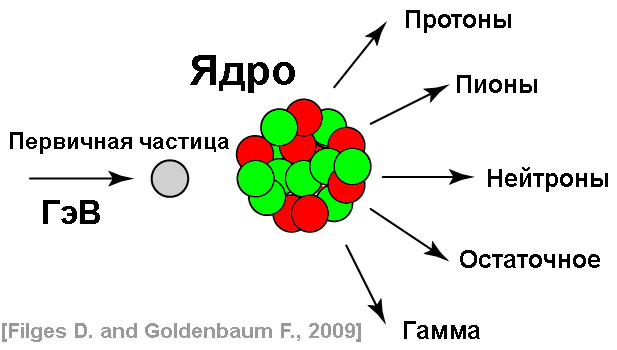 Протоны
Ядро
Пионы
Первичная частица
ГэВ
Нейтроны
Остаточное
Гамма
[Filges D. and Goldenbaum F., 2009]